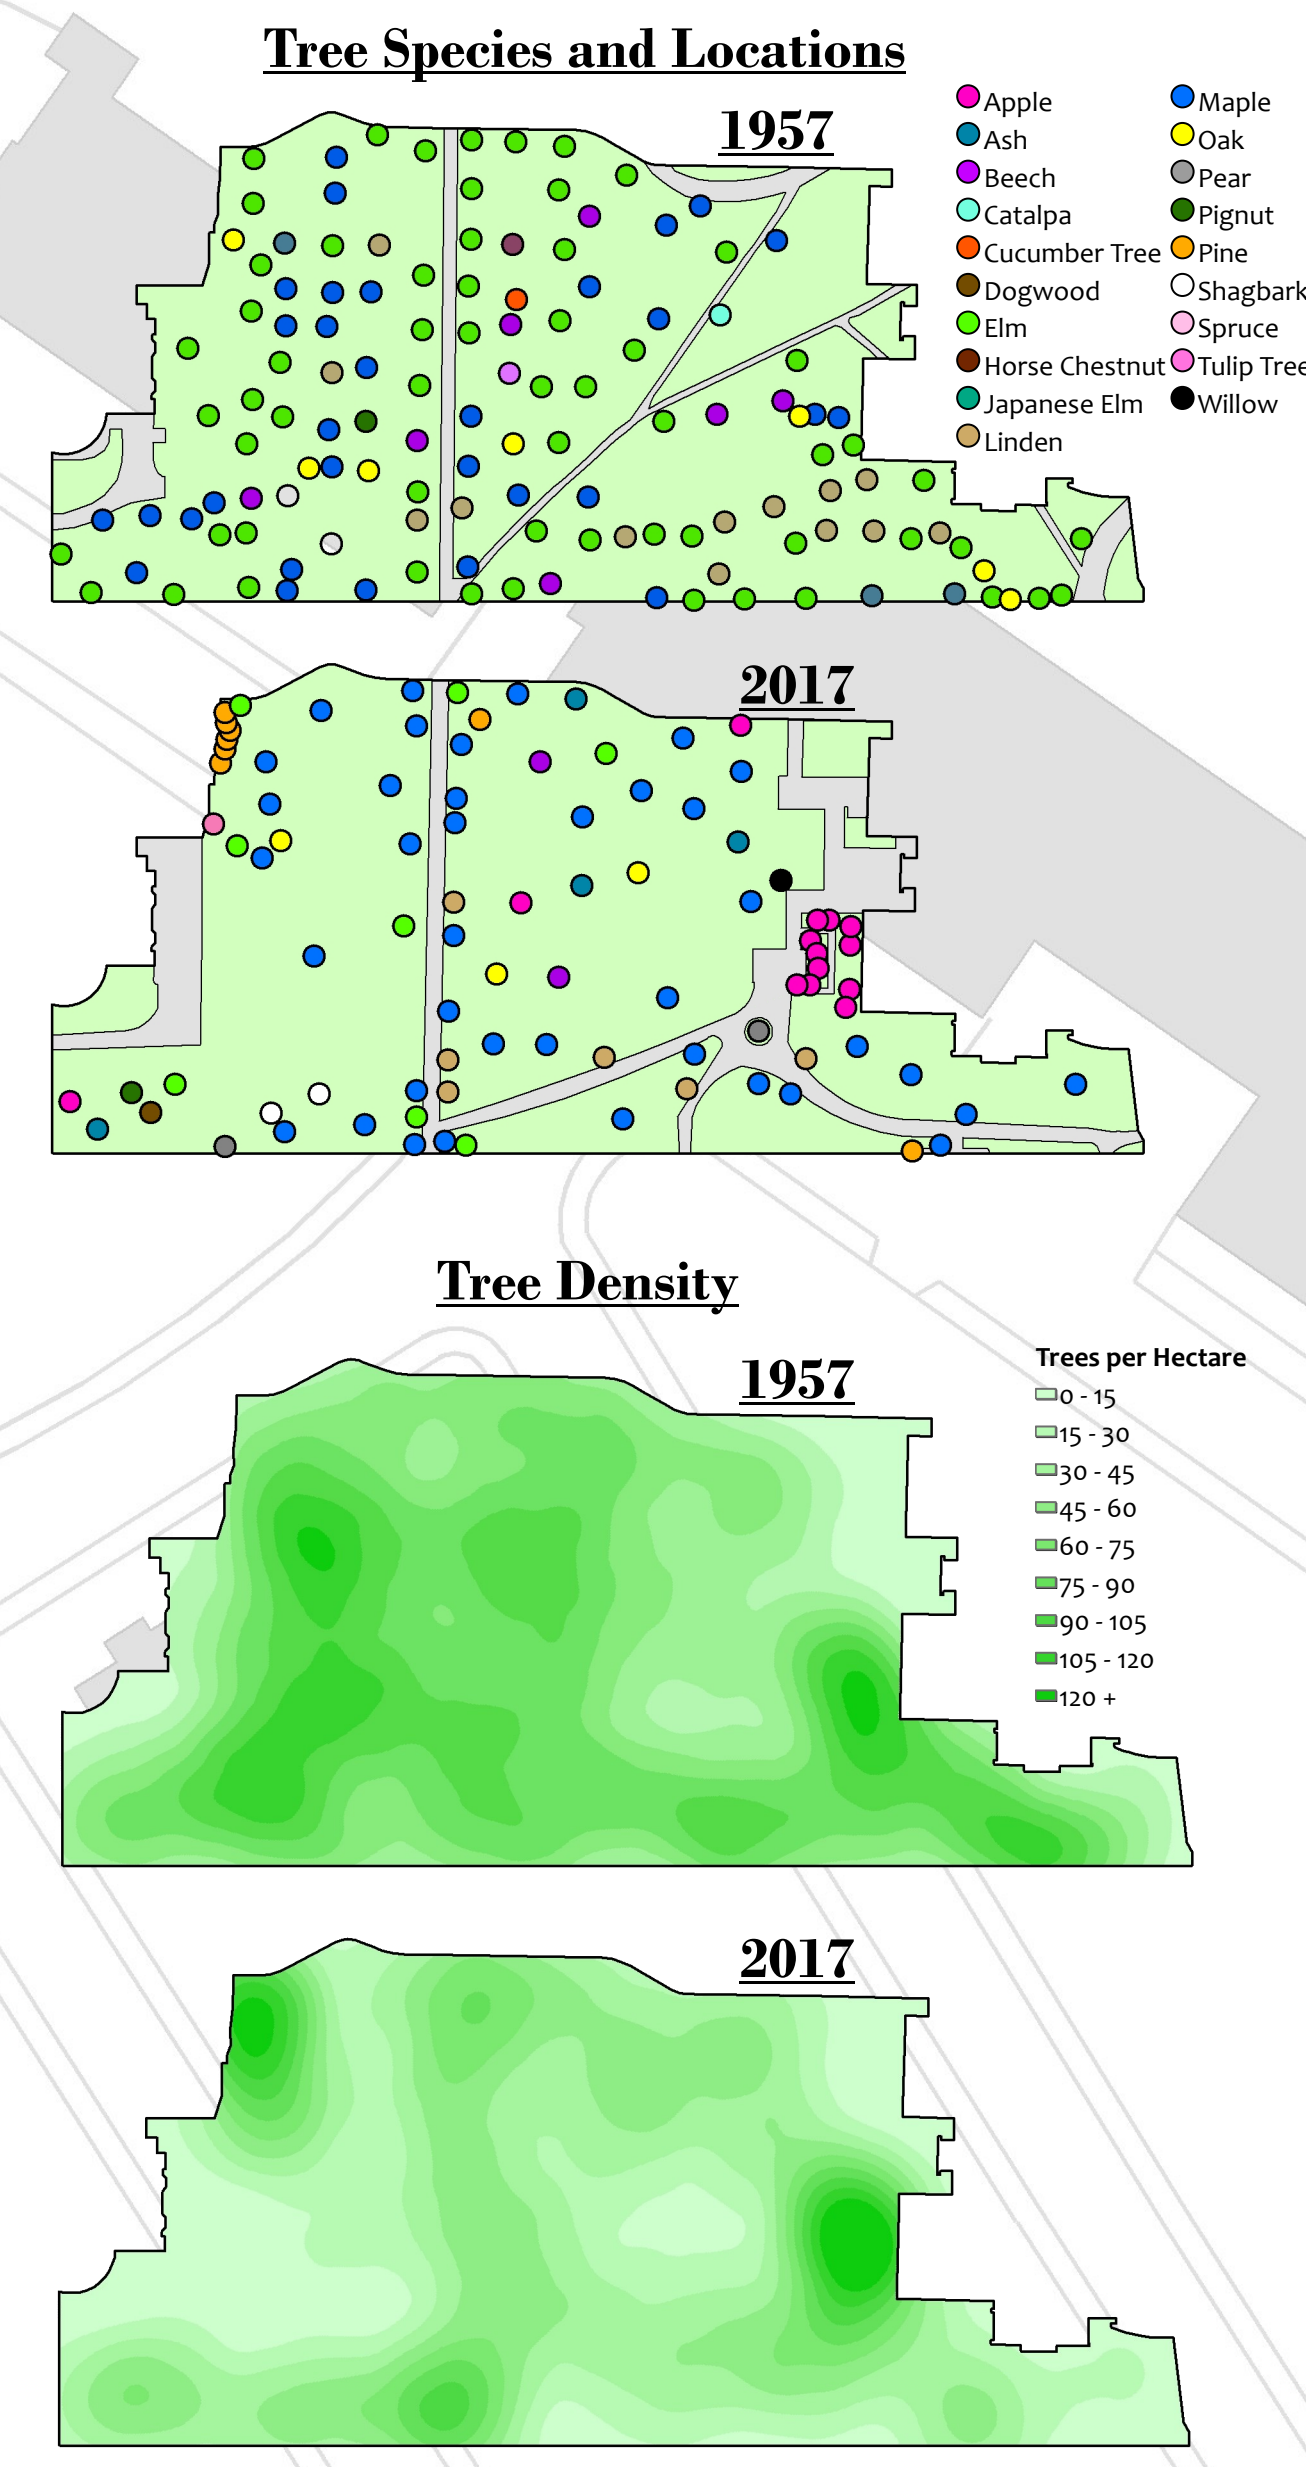 Tree Species and Locations
1957
Apple
Ash
Beech
Catalpa
Cucumber Tree
Dogwood
Elm
Horse Chestnut
Japanese Elm
Linden
Maple
Oak
Pear
Pignut
Pine
Shagbark
Spruce
Tulip Tree
Willow
2017
Tree Density
1957
Trees per Hectare
0 - 15
15 - 30
30 - 45
45 - 60
60 - 75
75 - 90
90 - 105
105 - 120
120 +
2017